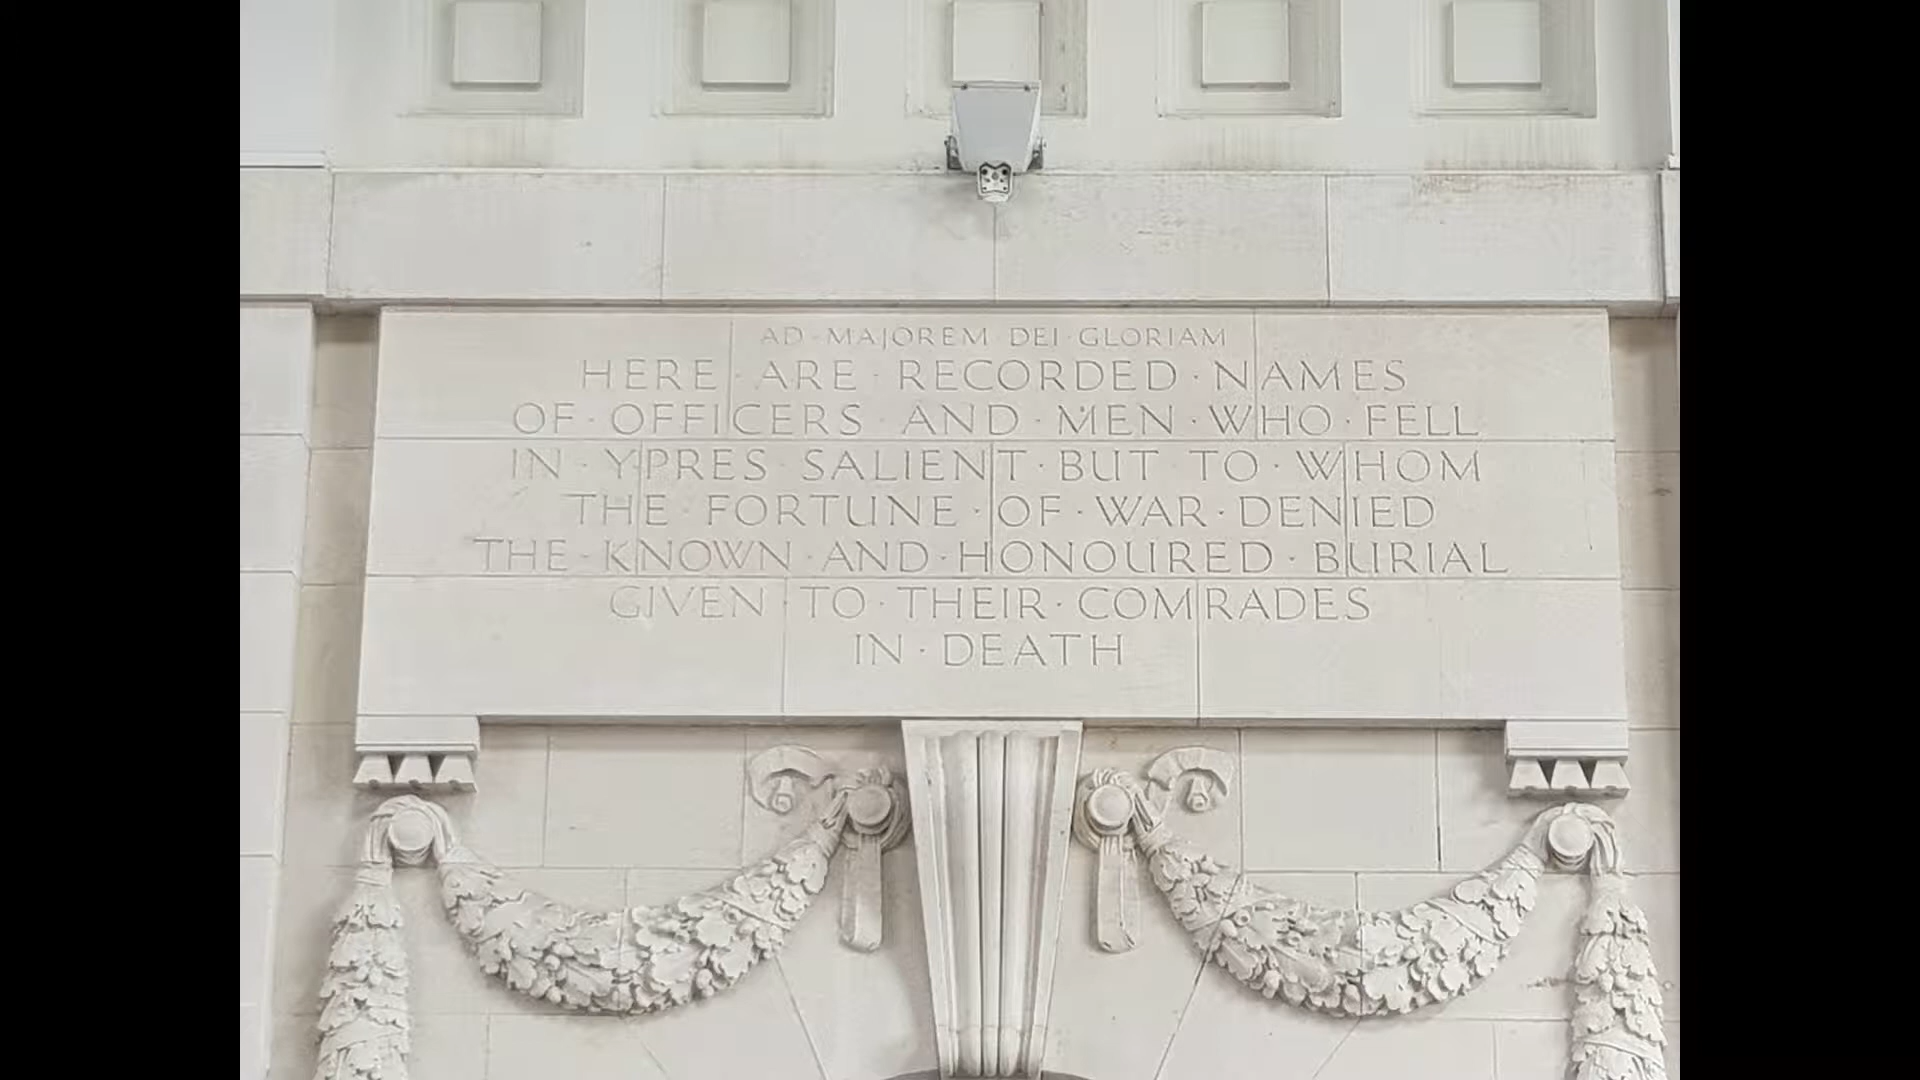 AD·MAJOREM·DEI·GLORIAM
HERE·ARE·RECORDED·NAMES
OF·OFFICERS·AND·MEN·WHO·FELL
IN·YPRES·SALIENT·BUT·TO·WHOM
THE·FORTUNE·OF·WAR·DENIED
THE·KNOWN·AND·HONOURED·BURIAL
GIVEN·TO·THEIR·COMRADES
IN·DEATH